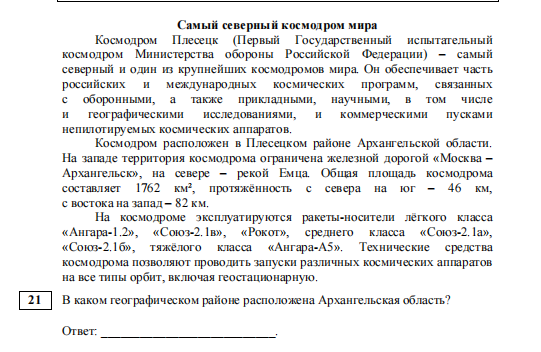 Самый северный космодром мира
Космодром Плесецк (Первый Государственный испытательный
космодром Министерства обороны Российской Федерации) – самый
северный и один из крупнейших космодромов мира. Он обеспечивает часть
российских и международных космических программ, связанных
с оборонными, а также прикладными, научными, в том числе
и географическими исследованиями, и коммерческими пусками
непилотируемых космических аппаратов.
Космодром расположен в Плесецком районе Архангельской области.
На западе территория космодрома ограничена железной дорогой «Москва –
Архангельск», на севере – рекой Емца. Общая площадь космодрома
составляет 1762 км², протяжённость с севера на юг – 46 км,
с востока на запад – 82 км.
На космодроме эксплуатируются ракеты-носители лёгкого класса
«Ангара-1.2», «Союз-2.1в», «Рокот», среднего класса «Союз-2.1а»,
«Союз-2.1б», тяжёлого класса «Ангара-А5». Технические средства
космодрома позволяют проводить запуски различных космических аппаратов
на все типы орбит, включая геостационарную.
21 В каком географическом районе расположена Архангельская область?
Ответ: ___________________________.